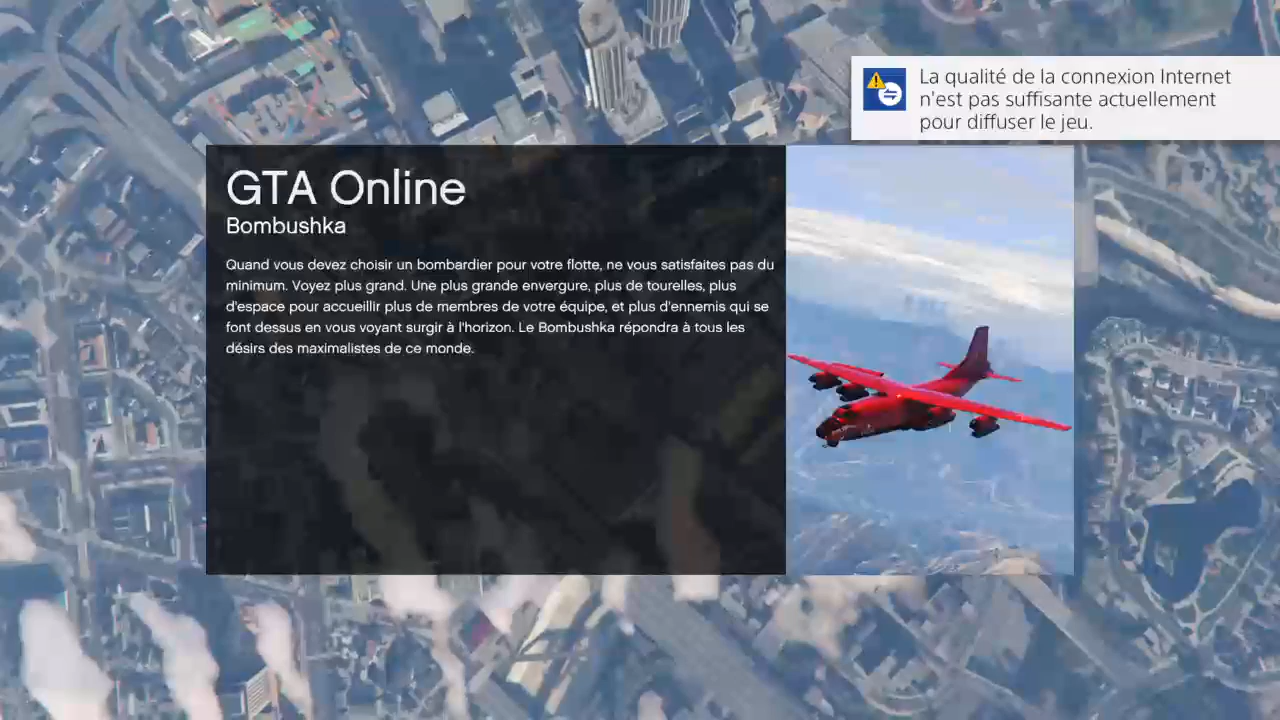 La qualité de la connexion Internet
n'est pas suffisante actuellement
pour diffuser le jeu.
GTA Online
Bombushka
Quand vous devez choisir un bombardier pour votre flotte, ne vous satisfaites pas du
minimum. Voyez plus grand. Une plus grande envergure, plus de tourelles, plus
d'espace pour accueillir plus de membres de votre équipe, et plus d'ennemis qui se
font dessus en vous voyant surgir à l'horizon. Le Bombushka répondra à tous les
désirs des maximalistes de ce monde.